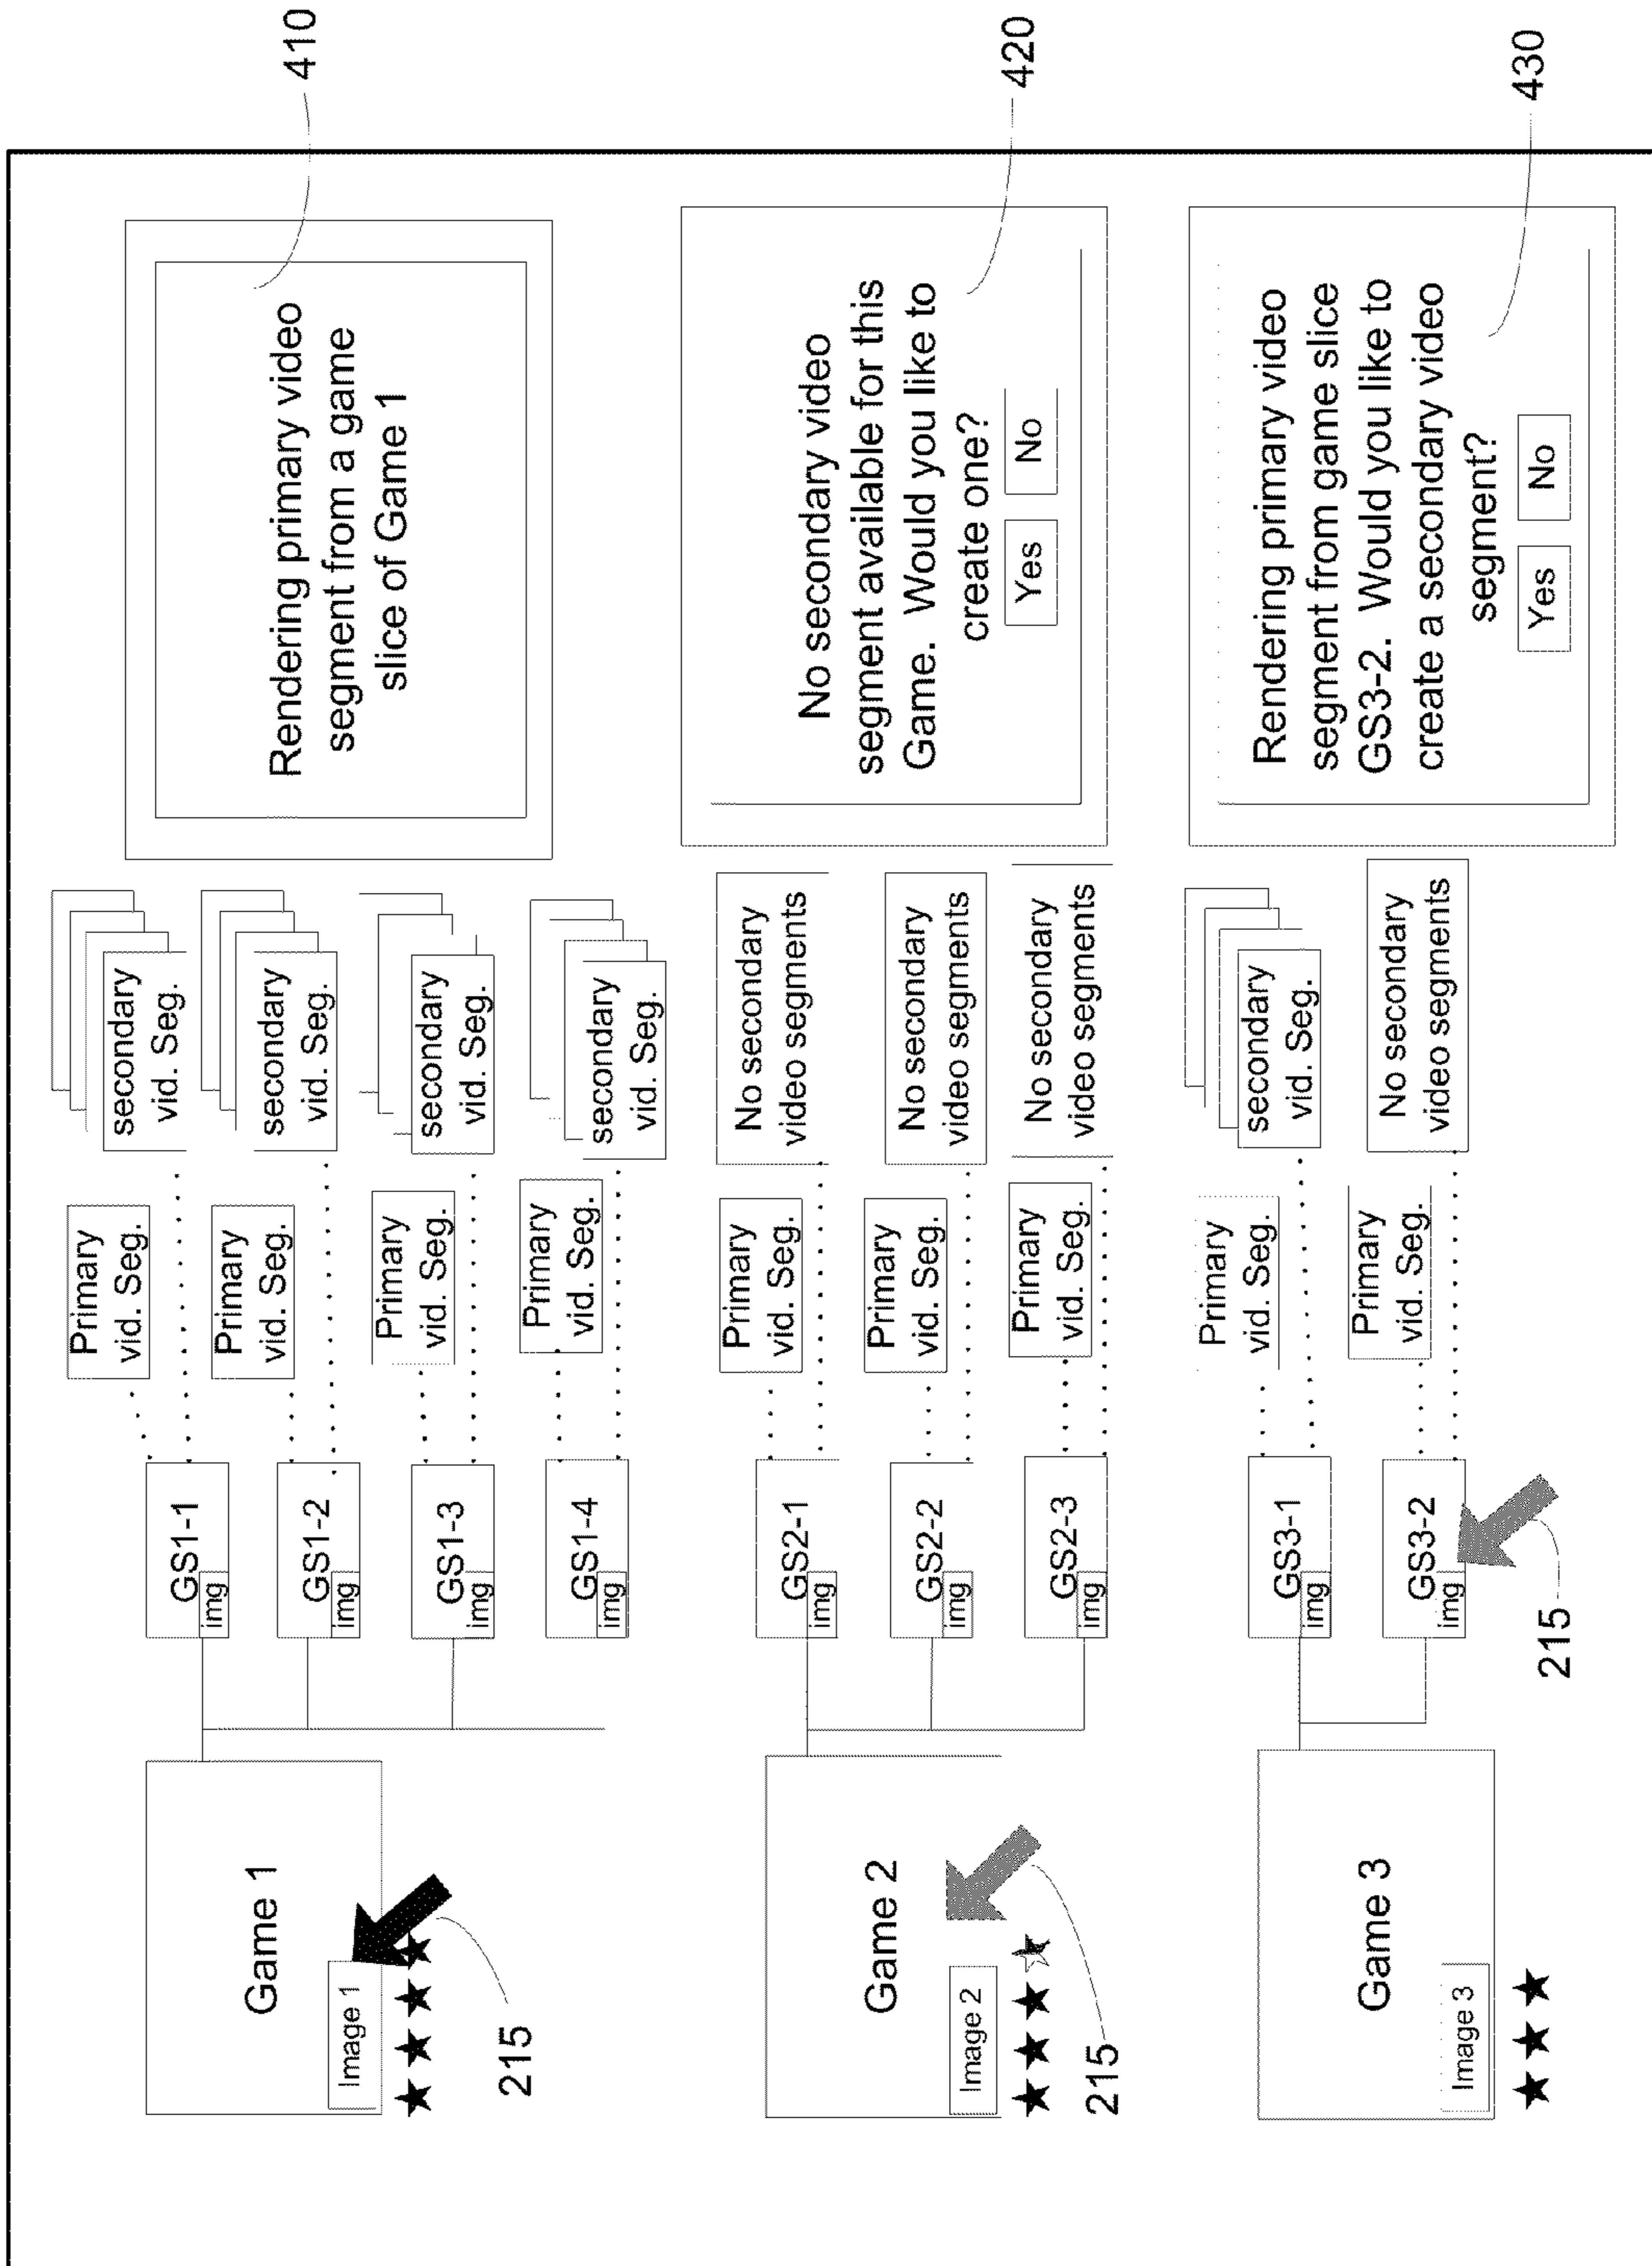 Game 1
Image 1
215
GS1-1
img
Primary
vid. Seg.
secondary
vid. Seg.
GS1-2
img
Primary
vid. Seg.
secondary
vid. Seg.
GS1-3
img
Primary
vid. Seg.
secondary
vid. Seg.
GS1-4
img
Primary
vid. Seg.
secondary
vid. Seg.
Rendering primary video
segment from a game
slice of Game 1
410
Game 2
Image 2
215
GS2-1
img
Primary
vid. Seg.
No secondary
video segments
GS2-2
img
Primary
vid. Seg.
No secondary
video segments
GS2-3
img
Primary
vid. Seg.
No secondary
video segments
No secondary video
segment available for this
Game. Would you like to
create one?
Yes No
420
Game 3
Image 3
GS3-1
img
Primary
vid. Seg.
secondary
vid. Seg.
GS3-2
img
215
Primary
vid. Seg.
No secondary
video segments
Rendering primary video
segment from game slice
GS3-2. Would you like to
create a secondary video
segment?
Yes No
430